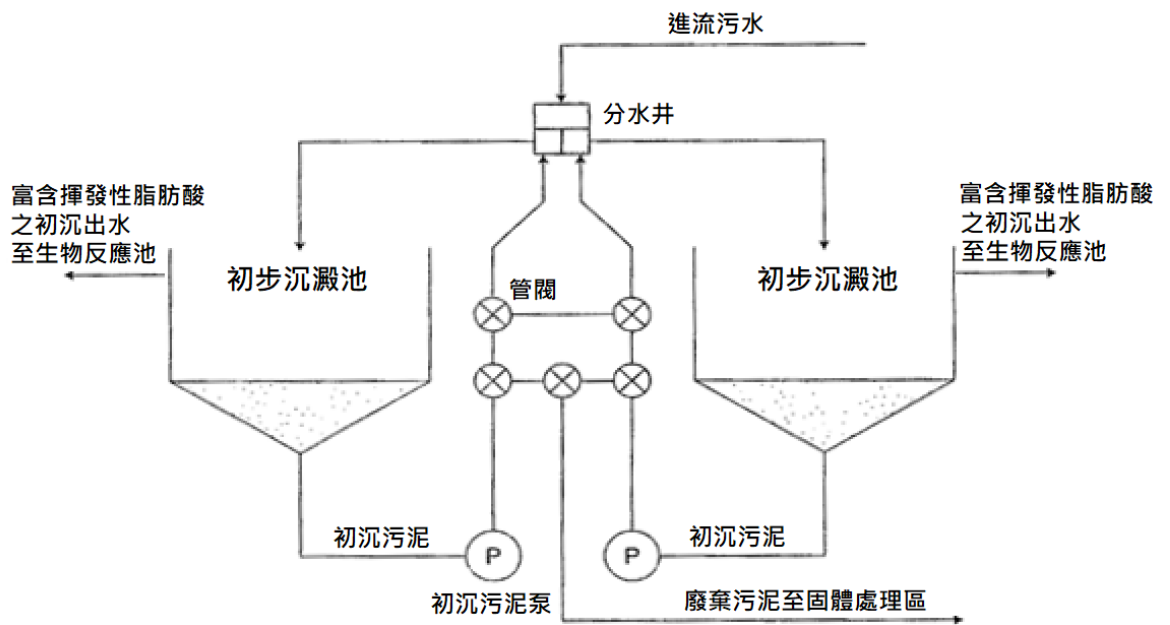 進流污水
分水井
富含揮發性脂肪酸
之初沉出水
至生物反應池
富含揮發性脂肪酸
之初沉出水
至生物反應池
初步沉澱池
管閥
初步沉澱池
初沉污泥
P
P
初沉污泥
初沉污泥泵
廢棄污泥至固體處理區